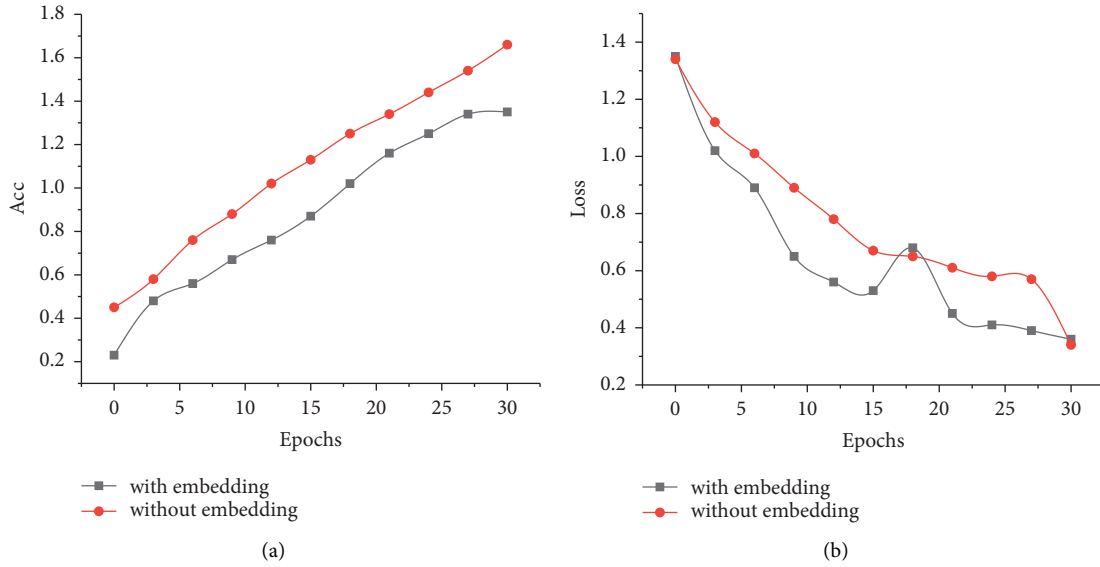 1.8
1.6
1.4
1.2
1.0
0.8
0.6
0.4
0.2
Acc
0 5 10 15 20 25 30
Epochs
with embedding
without embedding
(a)
1.4
1.2
1.0
0.8
0.6
0.4
0.2
Loss
0 5 10 15 20 25 30
Epochs
with embedding
without embedding
(b)